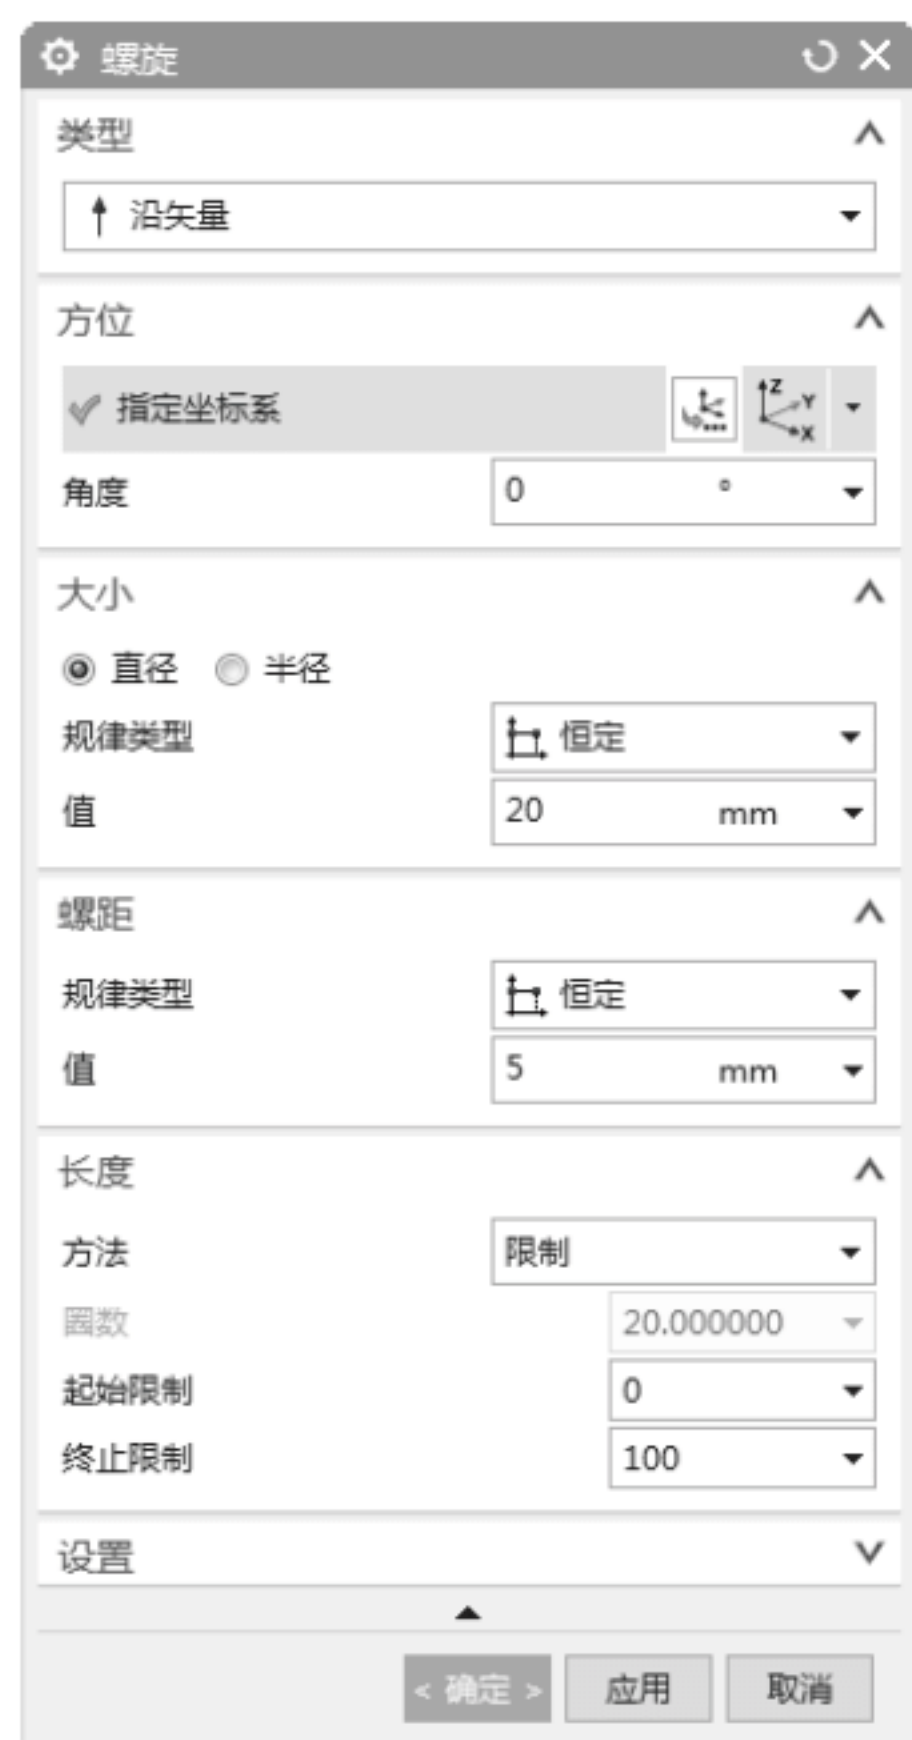 螺旋
类型
沿矢量
方位
指定坐标系
Z
Y
X
角度 0 °
大小
直径 半径
规律类型 恒定
值 20 mm
螺距
规律类型 恒定
值 5 mm
长度
方法 限制
圈数 20.000000
起始限制 0
终止限制 100
设置
< 确定 > 应用 取消